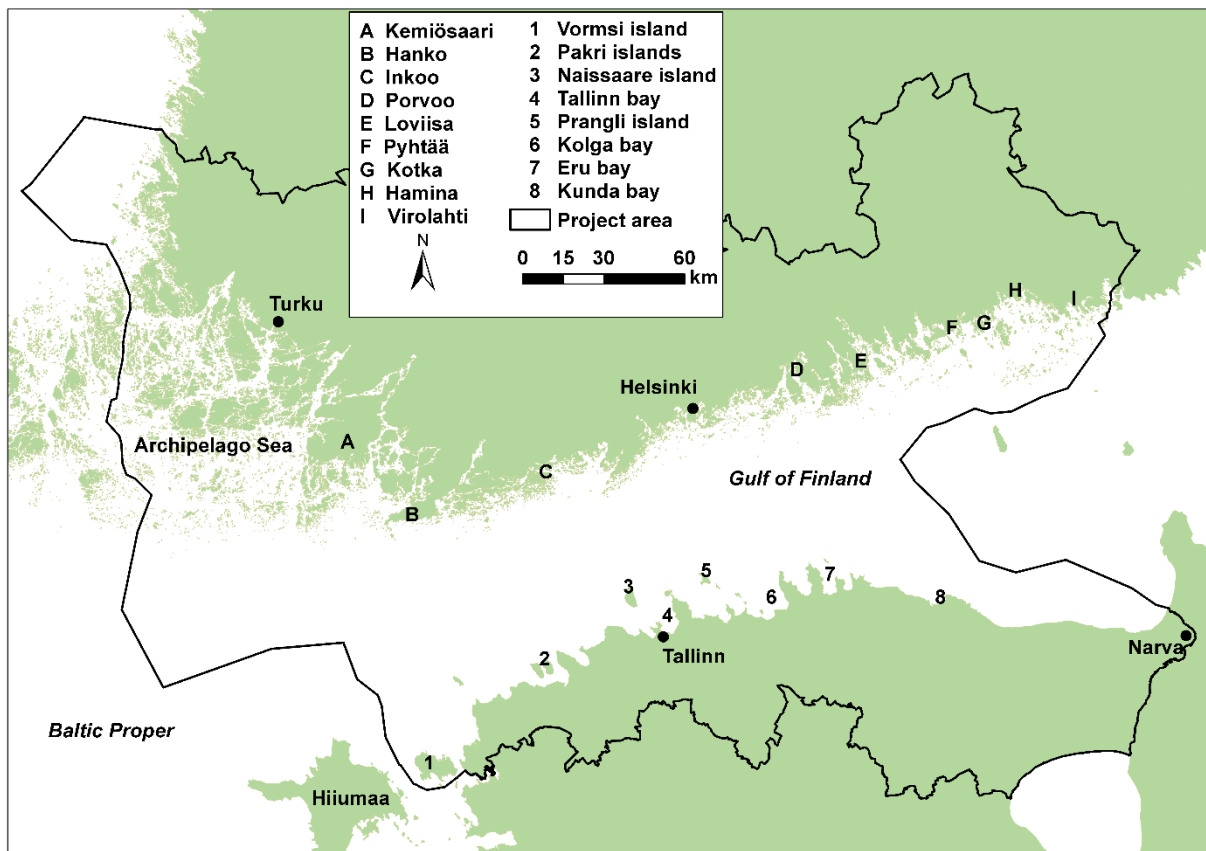 A Kemiösaari
B Hanko
C Inkoo
D Porvoo
E Loviisa
F Pyhtää
G Kotka
H Hamina
I Virolahti
N
1 Vormsi island
2 Pakri islands
3 Naissaare island
4 Tallinn bay
5 Prangli island
6 Kolga bay
7 Eru bay
8 Kunda bay
Project area
0 15 30 60
km
Turku
H
I
F
G
E
D
Helsinki
Archipelago Sea
A
C
B
Gulf of Finland
5
7
3
6
8
4
Tallinn
Narva
2
Baltic Proper
1
Hiiumaa